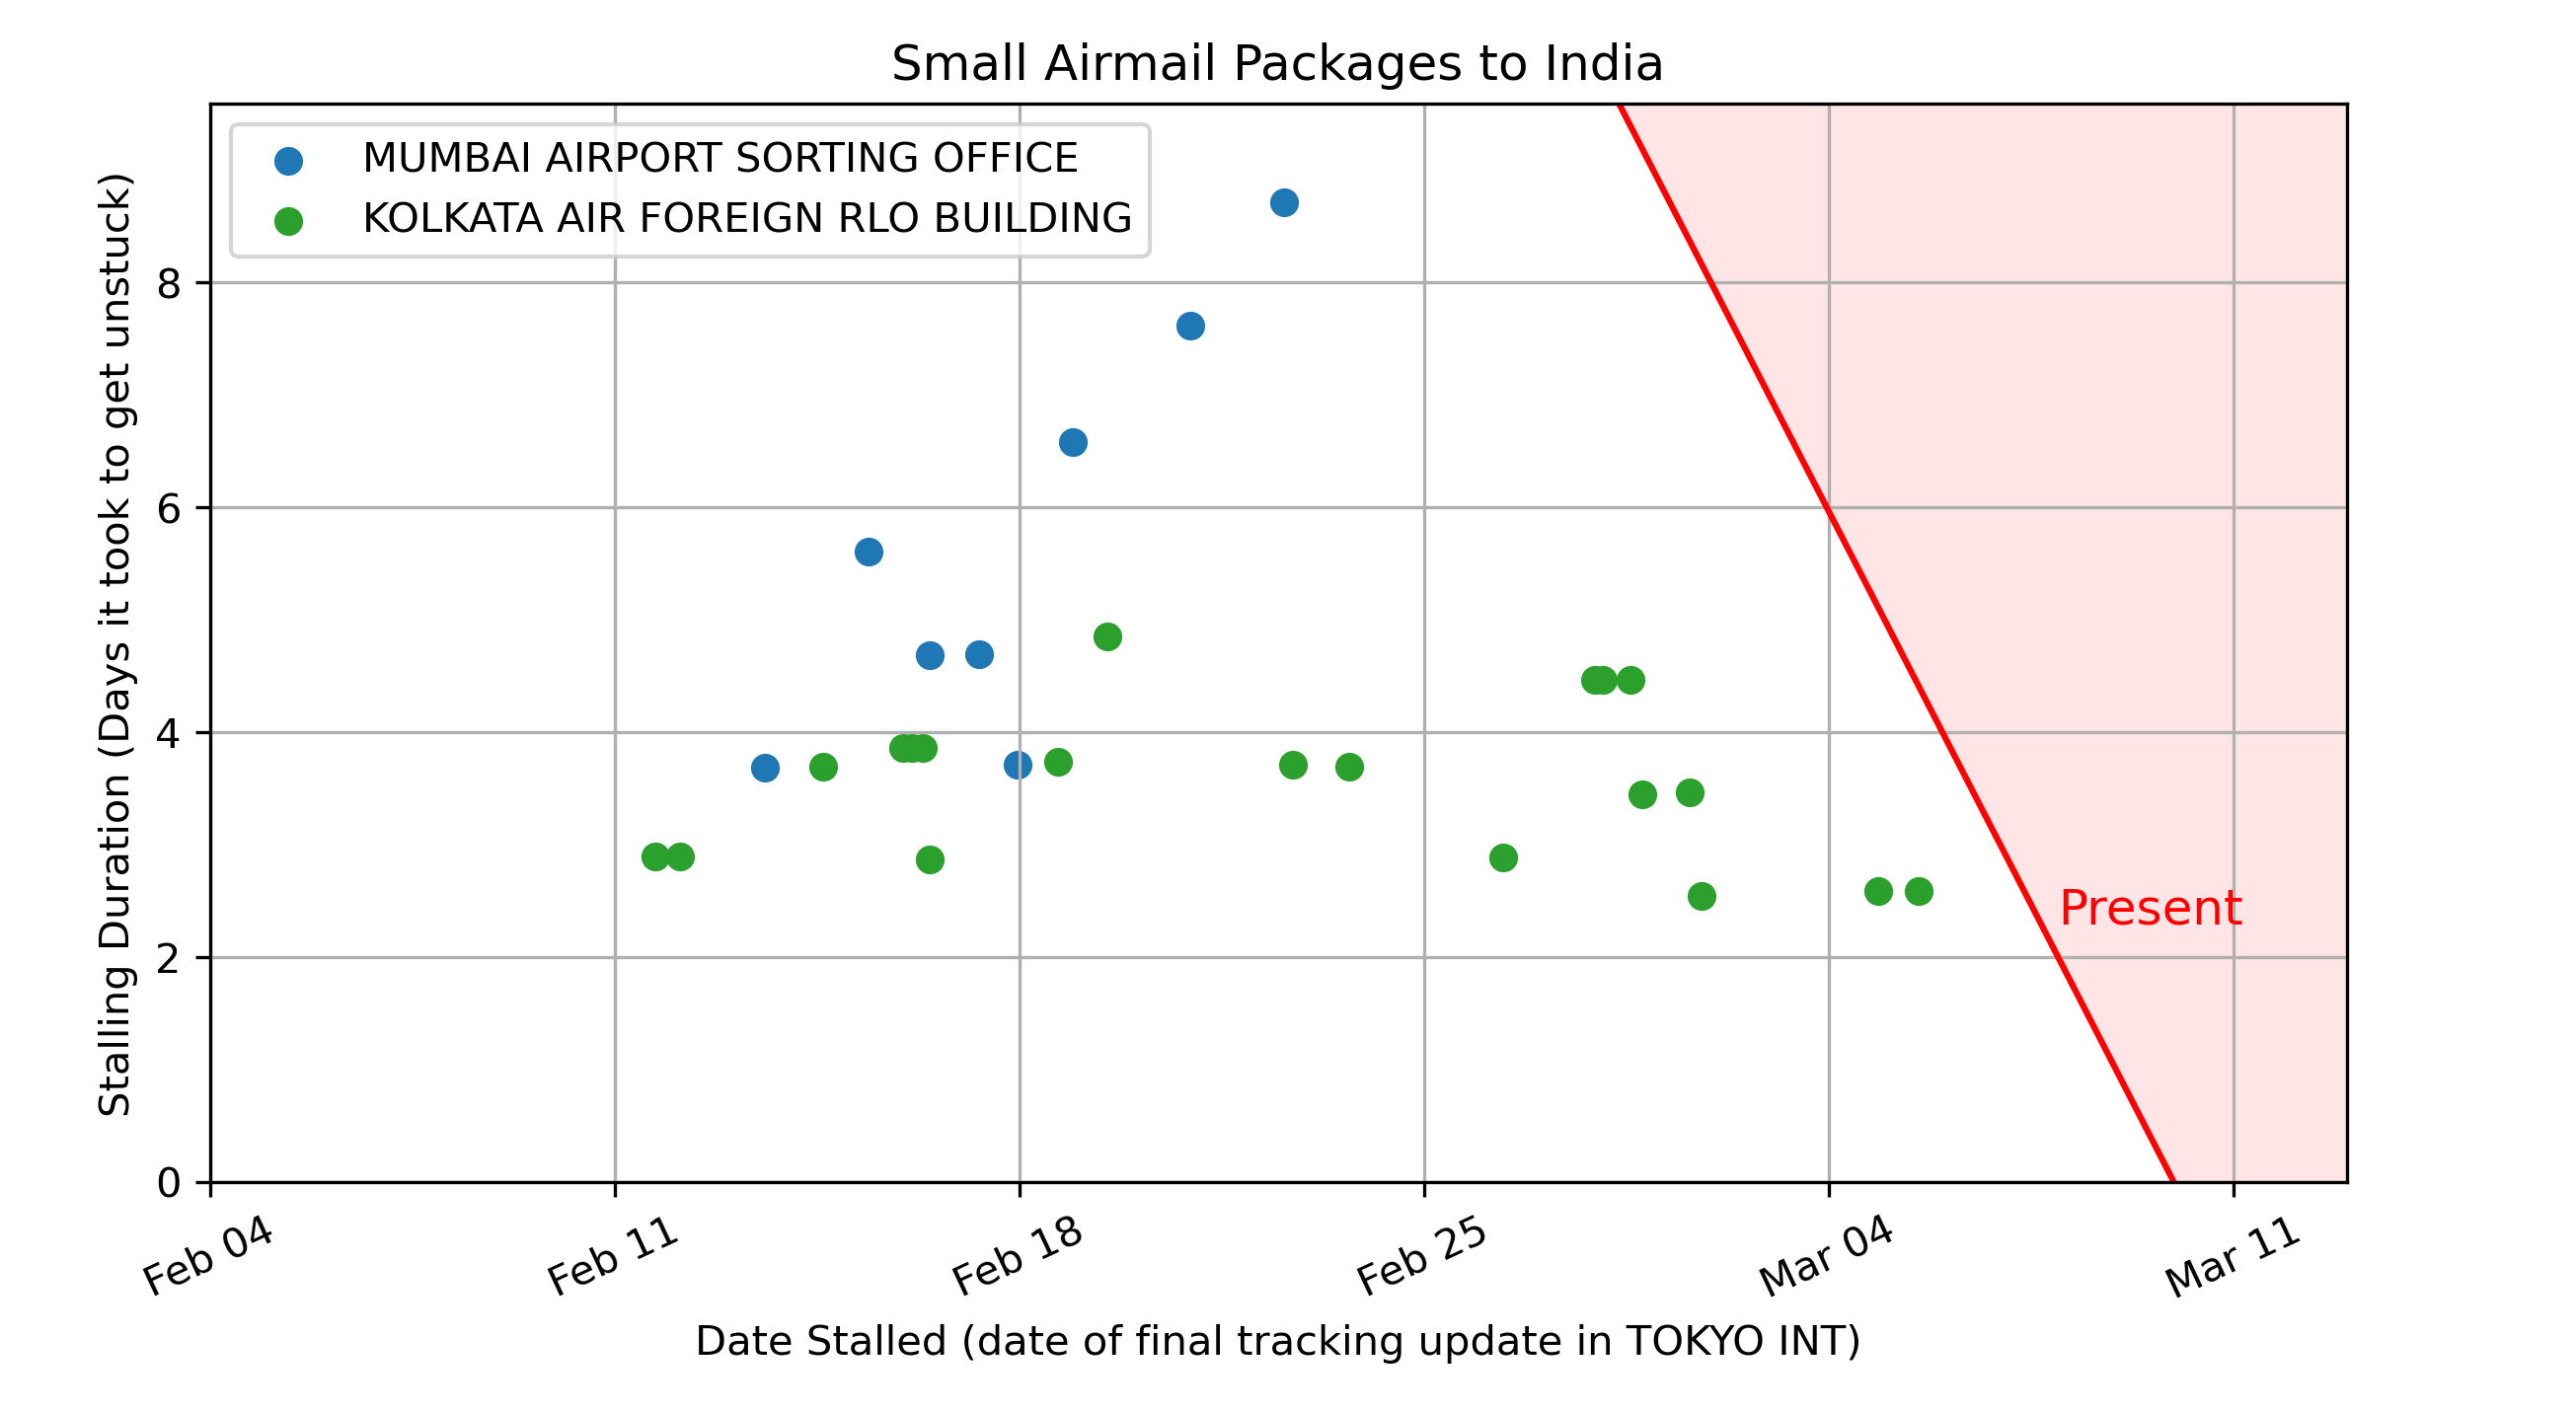 Small Airmail Packages to India
MUMBAI AIRPORT SORTING OFFICE
KOLKATA AIR FOREIGN RLO BUILDING
Stalling Duration (Days it took to get unstuck)
8
6
4
2
0
Present
Feb 04
Feb 11
Feb 18
Feb 25
Mar 04
Mar 11
Date Stalled (date of final tracking update in TOKYO INT)